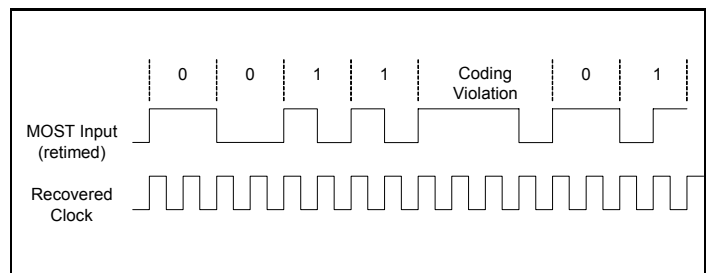 0 0 1 1 Coding Violation 0 1
MOST Input
(retimed)
Recovered
Clock